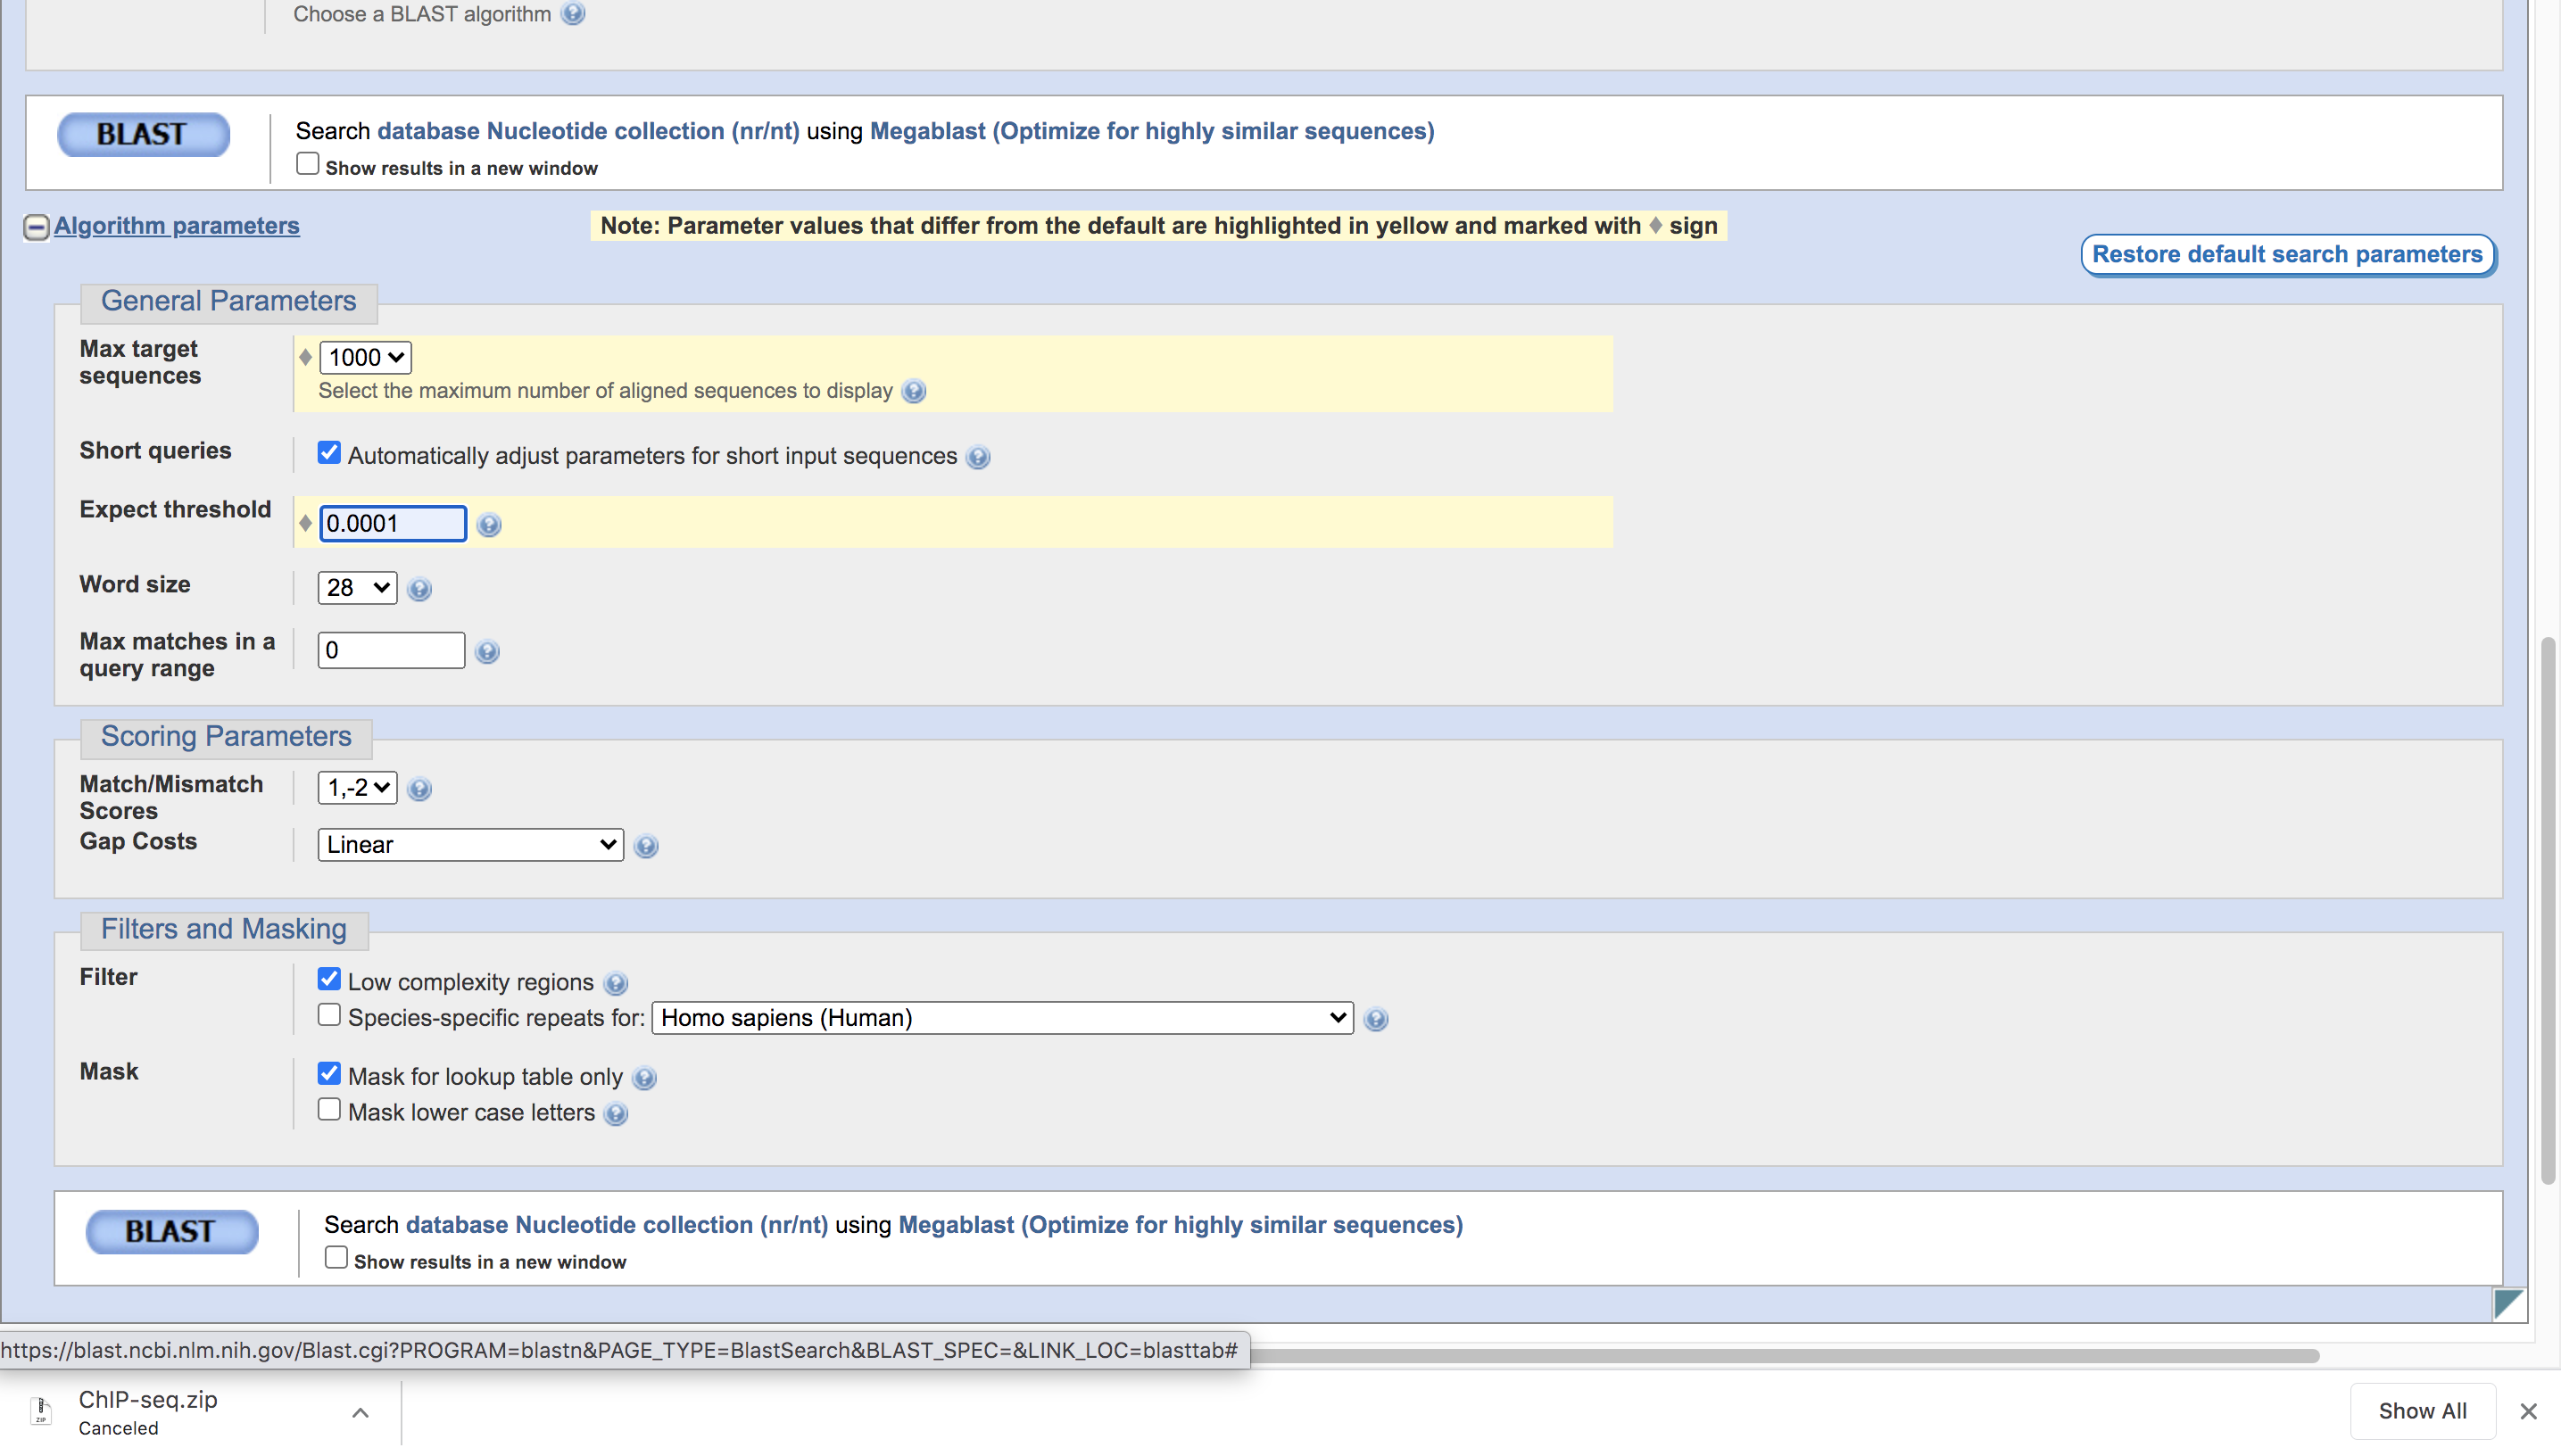 Choose a BLAST algorithm
BLAST
Search database Nucleotide collection (nr/nt) using Megablast (Optimize for highly similar sequences)
Show results in a new window
Algorithm parameters
Note: Parameter values that differ from the default are highlighted in yellow and marked with ♦ sign
Restore default search parameters
General Parameters
Max target
sequences
♦ 1000
Select the maximum number of aligned sequences to display
Short queries
Automatically adjust parameters for short input sequences
Expect threshold
♦ 0.0001
Word size
28
Max matches in a
query range
0
Scoring Parameters
Match/Mismatch
Scores
1,-2
Gap Costs
Linear
Filters and Masking
Filter
Low complexity regions
Species-specific repeats for: Homo sapiens (Human)
Mask
Mask for lookup table only
Mask lower case letters
BLAST
Search database Nucleotide collection (nr/nt) using Megablast (Optimize for highly similar sequences)
Show results in a new window
https://blast.ncbi.nlm.nih.gov/Blast.cgi?PROGRAM=blastn&PAGE_TYPE=BlastSearch&BLAST_SPEC=&LINK_LOC=blasttab#
ZIP
ChIP-seq.zip
Canceled
Show All